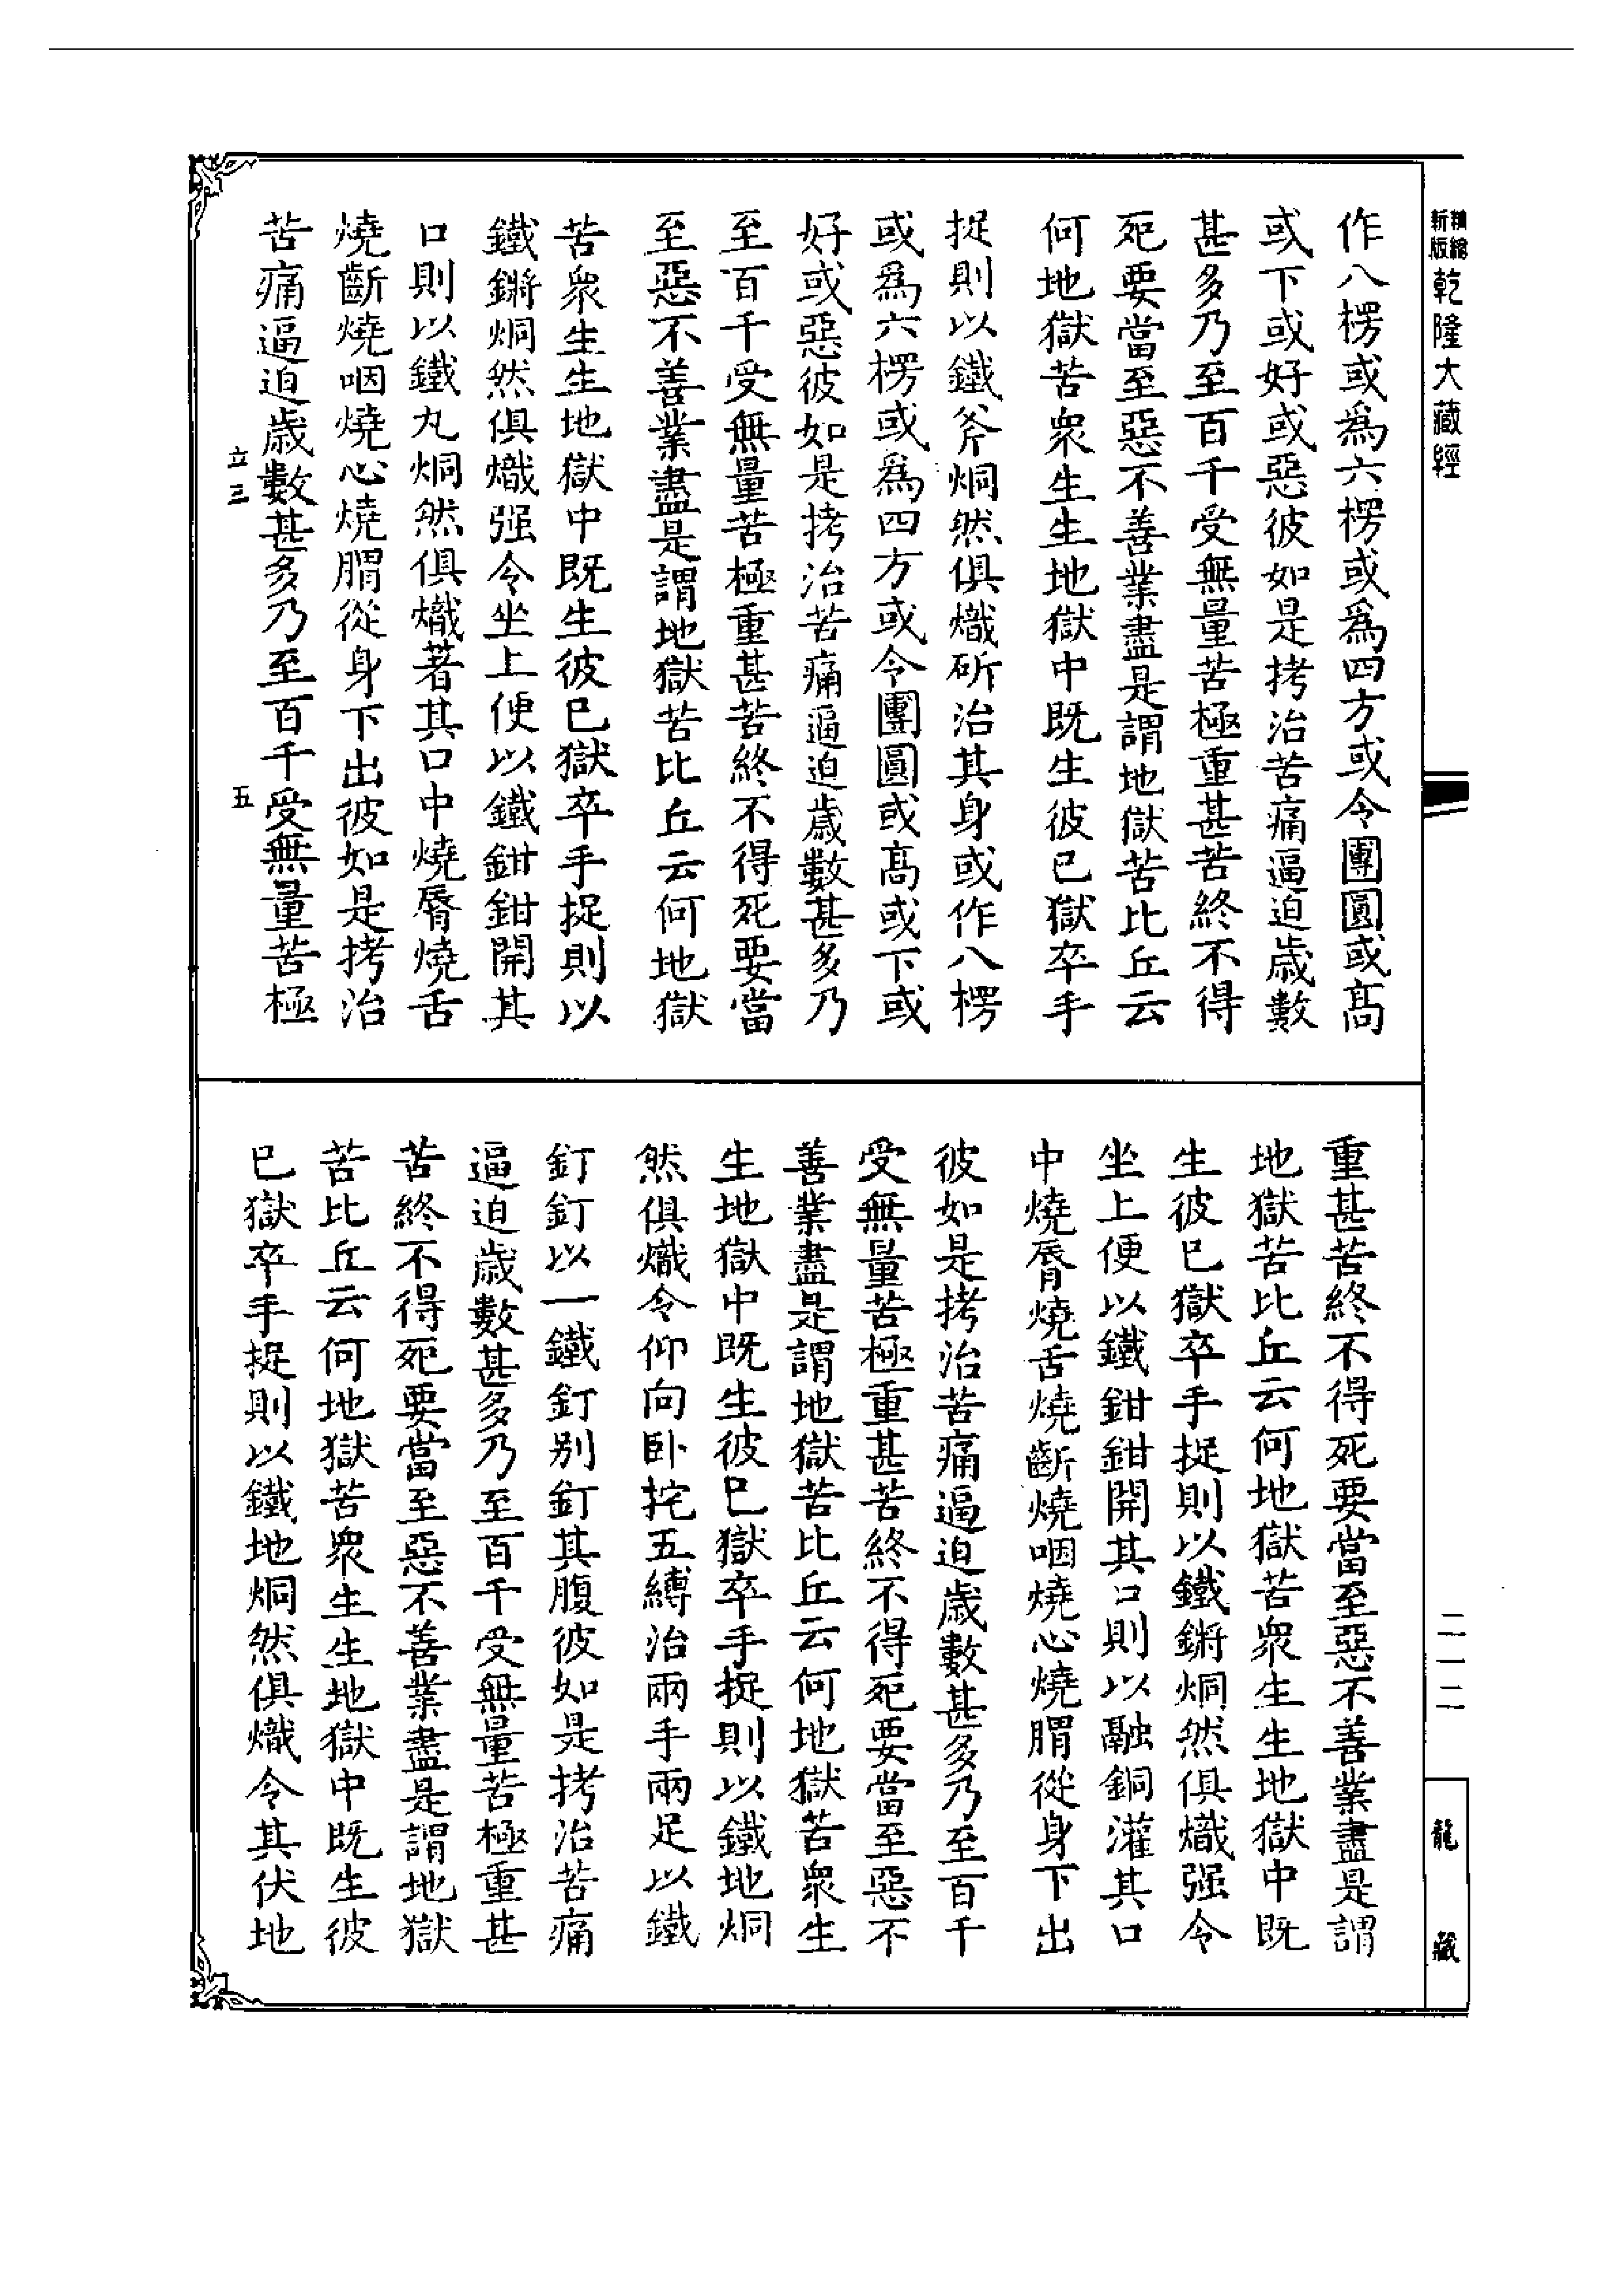 精縮
新版
乾隆大藏經
作八楞或爲六楞或爲四方或令團圓或高
或下或好或惡彼如是拷治苦痛逼迫歲數
甚多乃至百千受無量苦極重甚苦終不得
死要當至惡不善業盡是謂地獄苦比丘云
何地獄苦衆生生地獄中既生彼已獄卒手
捉則以鐵斧烔然俱熾斫治其身或作八楞
或爲六楞或爲四方或令團圓或高或下或
好或惡彼如是拷治苦痛逼迫歲數甚多乃
至百千受無量苦極重甚苦終不得死要當
至惡不善業盡是謂地獄苦比丘云何地獄
苦衆生生地獄中既生彼已獄卒手捉則以
鐵鏘烔然俱熾强令坐上便以鐵鉗鉗開其
口則以鐵丸烔然俱熾著其口中燒脣燒舌
燒齗燒咽燒心燒胃從身下出彼如是拷治
苦痛逼迫歲數甚多乃至百千受無量苦極
立三 五
重甚苦終不得死要當至惡不善業盡是謂
地獄苦比丘云何地獄苦衆生生地獄中既
生彼已獄卒手捉則以鐵鏘烔然俱熾强令
坐上便以鐵鉗鉗開其口則以融銅灌其口
中燒脣燒舌燒齗燒咽燒心燒胃從身下出
彼如是拷治苦痛逼迫歲數甚多乃至百千
受無量苦極重甚苦終不得死要當至惡不
善業盡是謂地獄苦比丘云何地獄苦衆生
生地獄中既生彼已獄卒手捉則以鐵地烔
然俱熾令仰向卧挓五縛治兩手兩足以鐵
釘釘以一鐵釘别釘其腹彼如是拷治苦痛
逼迫歲數甚多乃至百千受無量苦極重甚
苦終不得死要當至惡不善業盡是謂地獄
苦比丘云何地獄苦衆生生地獄中既生彼
已獄卒手捉則以鐵地烔然俱熾令其伏地
二一二
龍藏